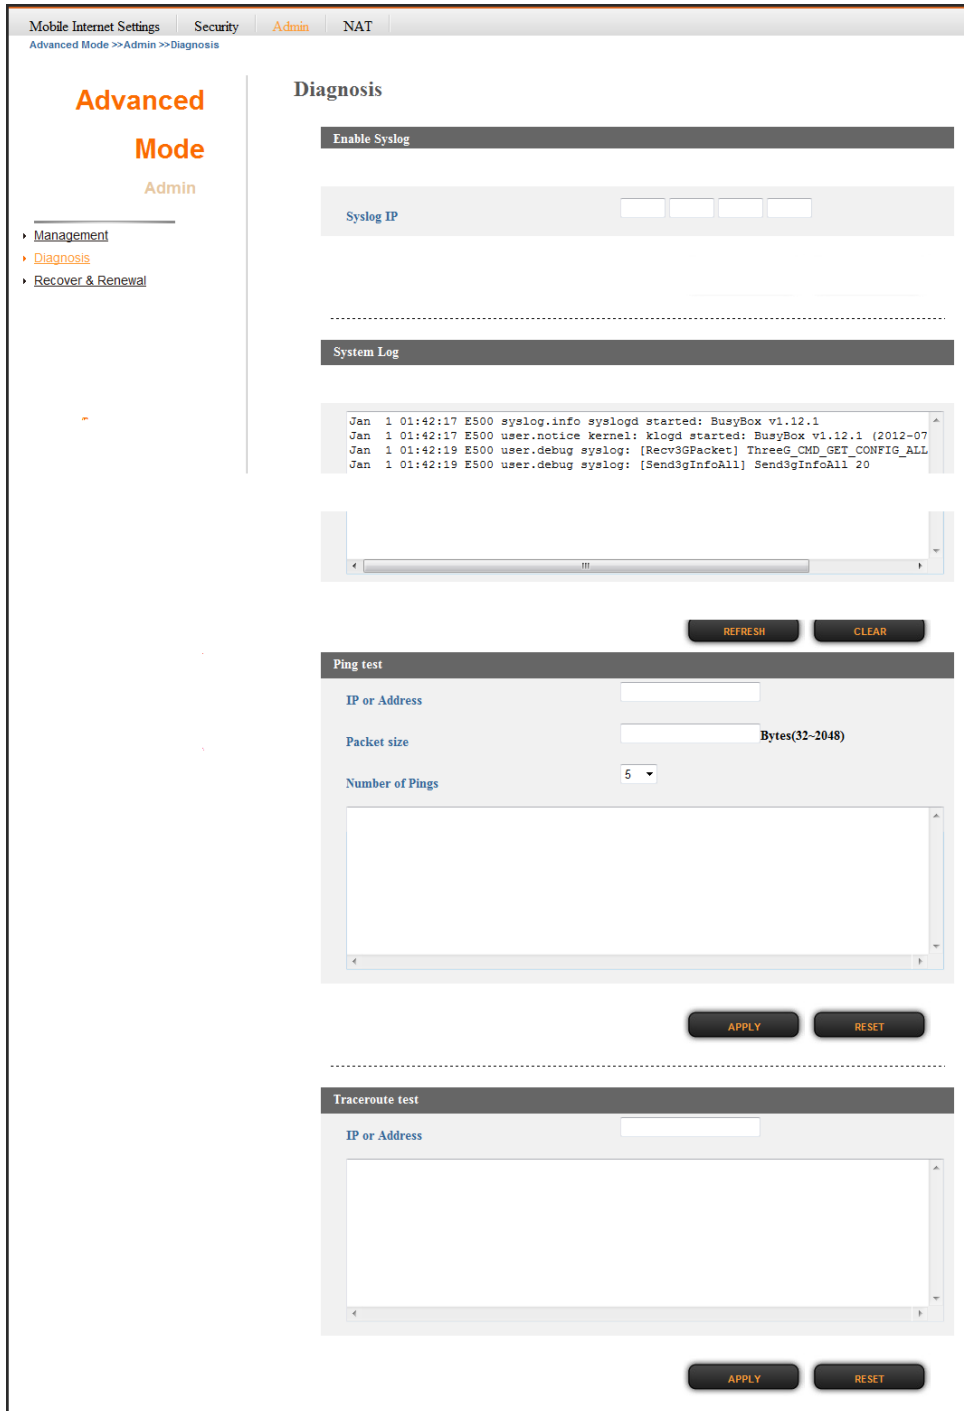 Mobile Internet Settings Security Admin NAT
Advanced Mode >>Admin >>Diagnosis
Advanced
Mode
Admin
Management
Diagnosis
Recover & Renewal
Diagnosis
Enable Syslog
Syslog IP
System Log
Jan 1 01:42:17 E500 syslog.info syslogd started: BusyBox v1.12.1
Jan 1 01:42:17 E500 user.notice kernel: klogd started: BusyBox v1.12.1 (2012-07
Jan 1 01:42:19 E500 user.debug syslog: [Recv3GPacket] ThreeG_CMD_GET_CONFIG_ALL
Jan 1 01:42:19 E500 user.debug syslog: [Send3gInfoAll] Send3gInfoAll 20
REFRESH CLEAR
Ping test
IP or Address
Packet size Bytes(32~2048)
Number of Pings 5
APPLY RESET
Traceroute test
IP or Address
APPLY RESET